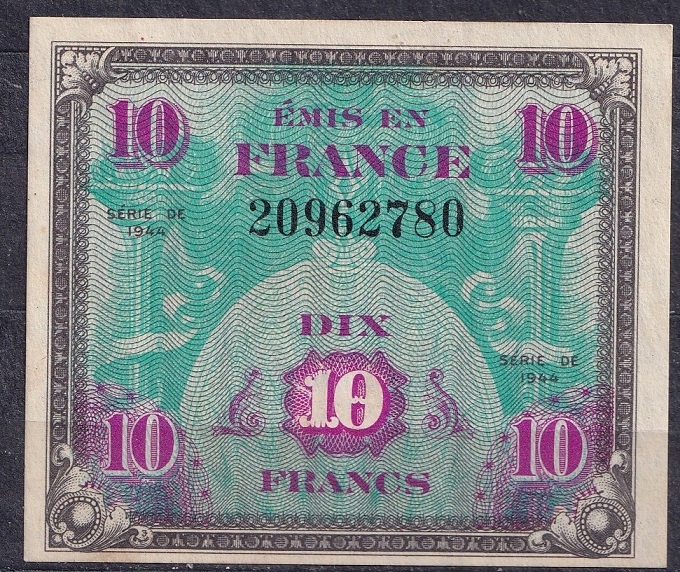 10 ÉMIS EN 10
FRANCE
20962780
SÉRIE DE
1944
DIX
SÉRIE DE
1944
10
10 10
FRANCS